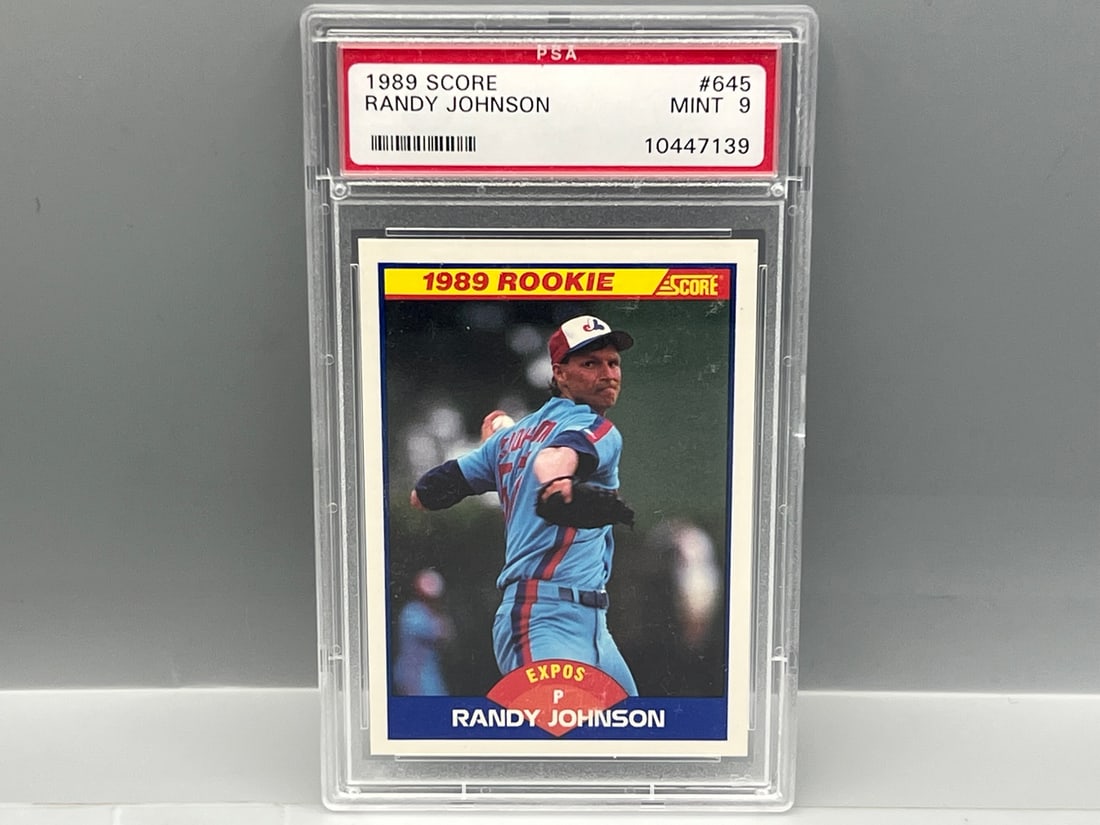 PSA
1989 SCORE #645
RANDY JOHNSON MINT 9
10447139
1989 ROOKIE SCORE
EXPOS
P
RANDY JOHNSON